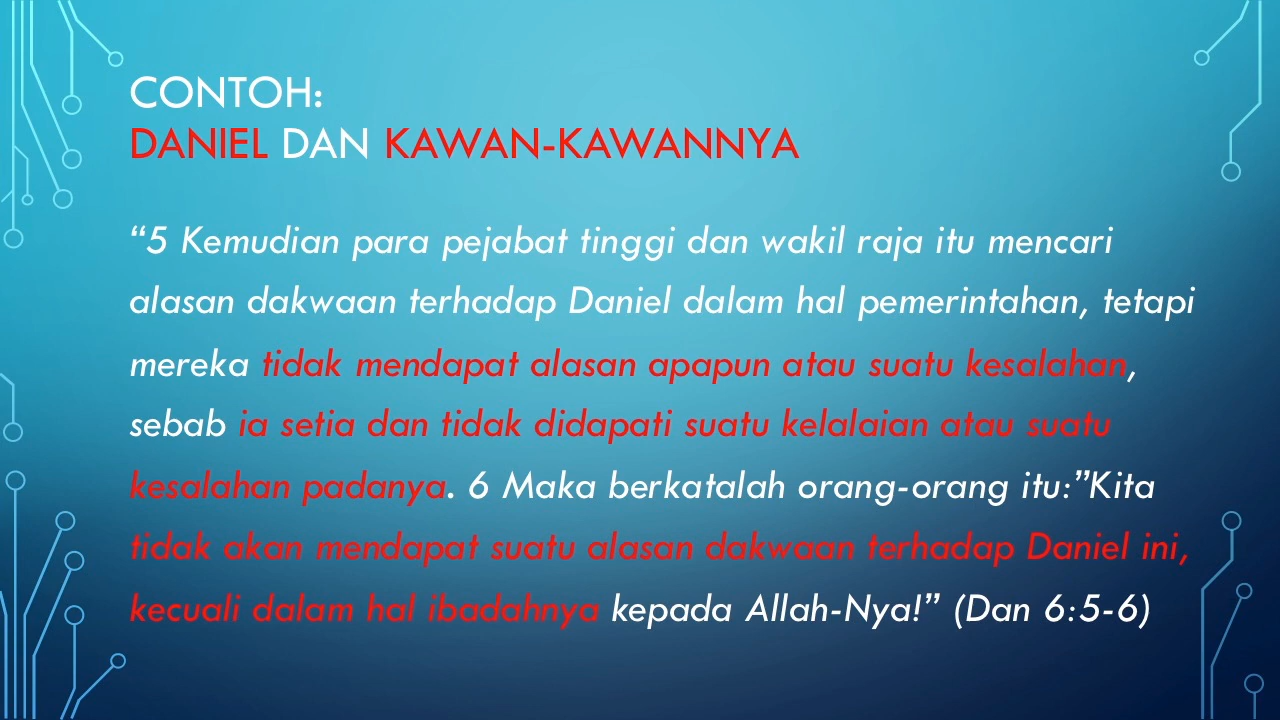 CONTOH:
DANIEL DAN KAWAN-KAWANNYA
“5 Kemudian para pejabat tinggi dan wakil raja itu mencari
alasan dakwaan terhadap Daniel dalam hal pemerintahan, tetapi
mereka tidak mendapat alasan apapun atau suatu kesalahan,
sebab ia setia dan tidak didapati suatu kelalaian atau suatu
kesalahan padanya. 6 Maka berkatalah orang-orang itu:”Kita
tidak akan mendapat suatu alasan dakwaan terhadap Daniel ini,
kecuali dalam hal ibadahnya kepada Allah-Nya!” (Dan 6:5-6)